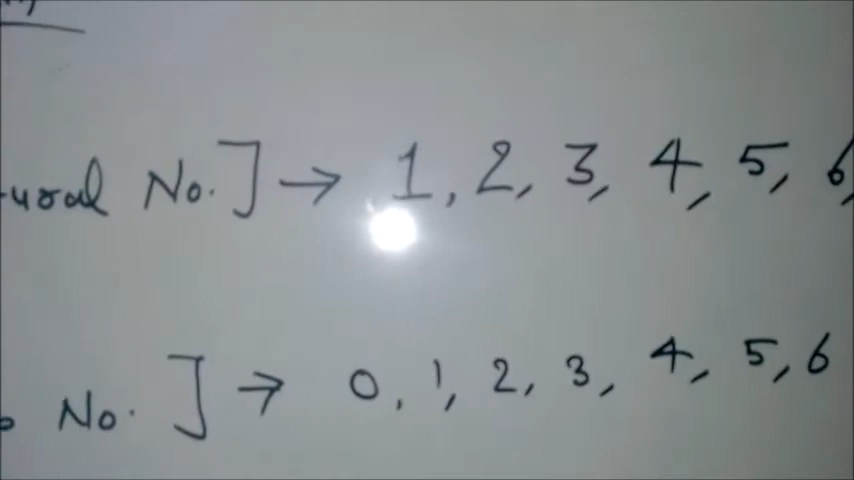 ural No.] → 1, 2, 3, 4, 5, 6,
No.] → 0, 1, 2, 3, 4, 5, 6